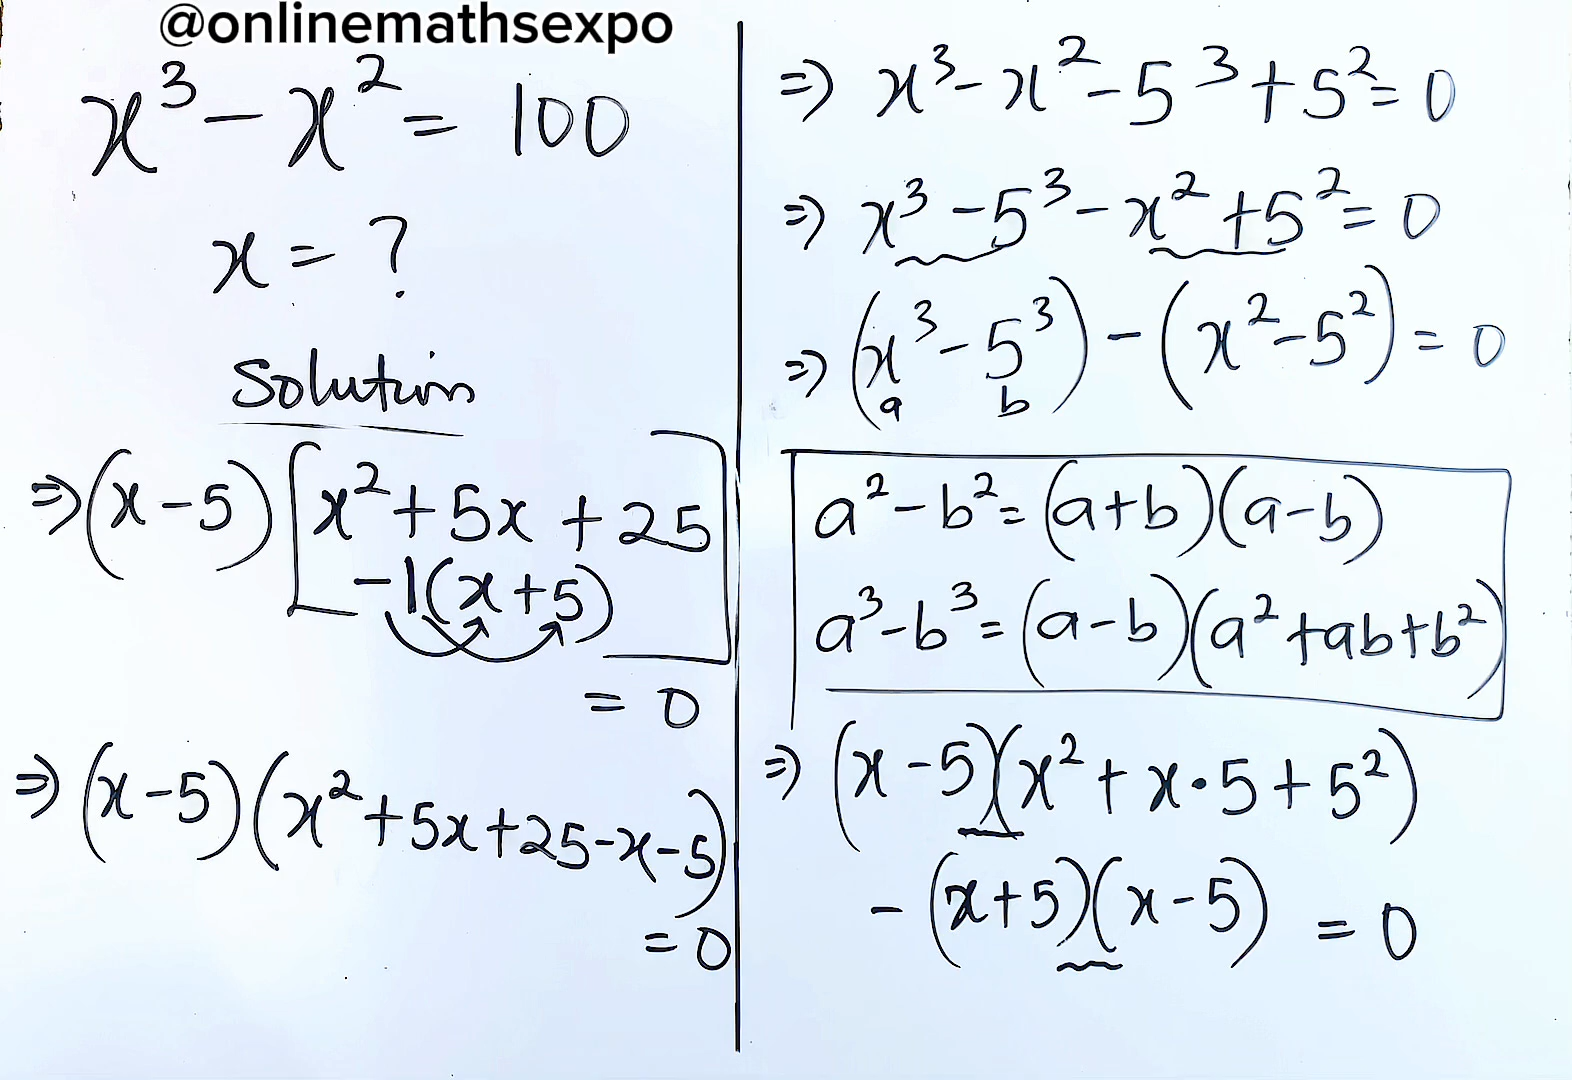 @onlinemathsexpo
x³ - x² = 100
x = ?
Solution
⇒ (x-5)[x² + 5x + 25
-1(x+5)]
= 0
⇒ (x-5)(x²+5x+25-x-5)
= 0
⇒ x³ - x² - 5³ + 5² = 0
⇒ x³ - 5³ - x² + 5² = 0
⇒ (x³ - 5³) - (x² - 5²) = 0
a b
a² - b² = (a+b)(a-b)
a³ - b³ = (a-b)(a² + ab + b²)
⇒ (x-5)(x² + x·5 + 5²)
- (x+5)(x-5) = 0